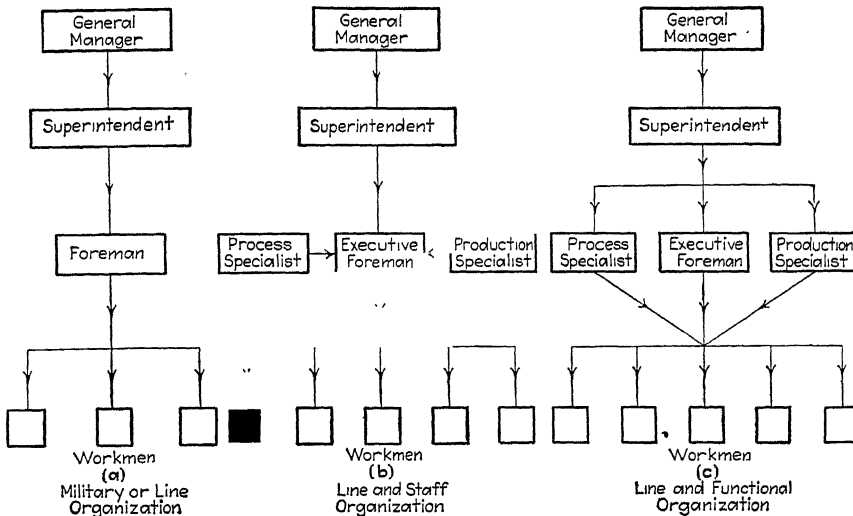 General
Manager
Superintendent
Foreman
Workmen
(a)
Military or Line
Organization
General
Manager
Superintendent
Process
Specialist
Executive
Foreman
Production
Specialist
Workmen
(b)
Line and Staff
Organization
General
Manager
Superintendent
Process
Specialist
Executive
Foreman
Production
Specialist
Workmen
(c)
Line and Functional
Organization